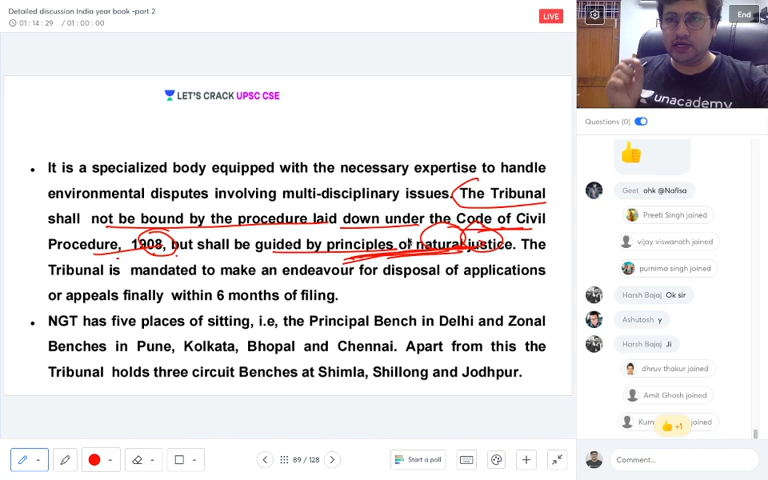 Detailed discussion India year book -part 2
01:14:29 / 01:00:00
LIVE
End
LET'S CRACK UPSC CSE
unacademy
Questions (0)
• It is a specialized body equipped with the necessary expertise to handle
environmental disputes involving multi-disciplinary issues. The Tribunal
shall not be bound by the procedure laid down under the Code of Civil
Procedure, 1908, but shall be guided by principles of natural justice. The
Tribunal is mandated to make an endeavour for disposal of applications
or appeals finally within 6 months of filing.
• NGT has five places of sitting, i.e, the Principal Bench in Delhi and Zonal
Benches in Pune, Kolkata, Bhopal and Chennai. Apart from this the
Tribunal holds three circuit Benches at Shimla, Shillong and Jodhpur.
Geet ohk @Nafisa
Preeti Singh joined
vijay viswanath joined
purnima singh joined
Harsh Bajaj Ok sir
Ashutosh y
Harsh Bajaj Ji
dhruv thakur joined
Amit Ghosh joined
joined
+1
89 / 128
Start a poll
Comment...